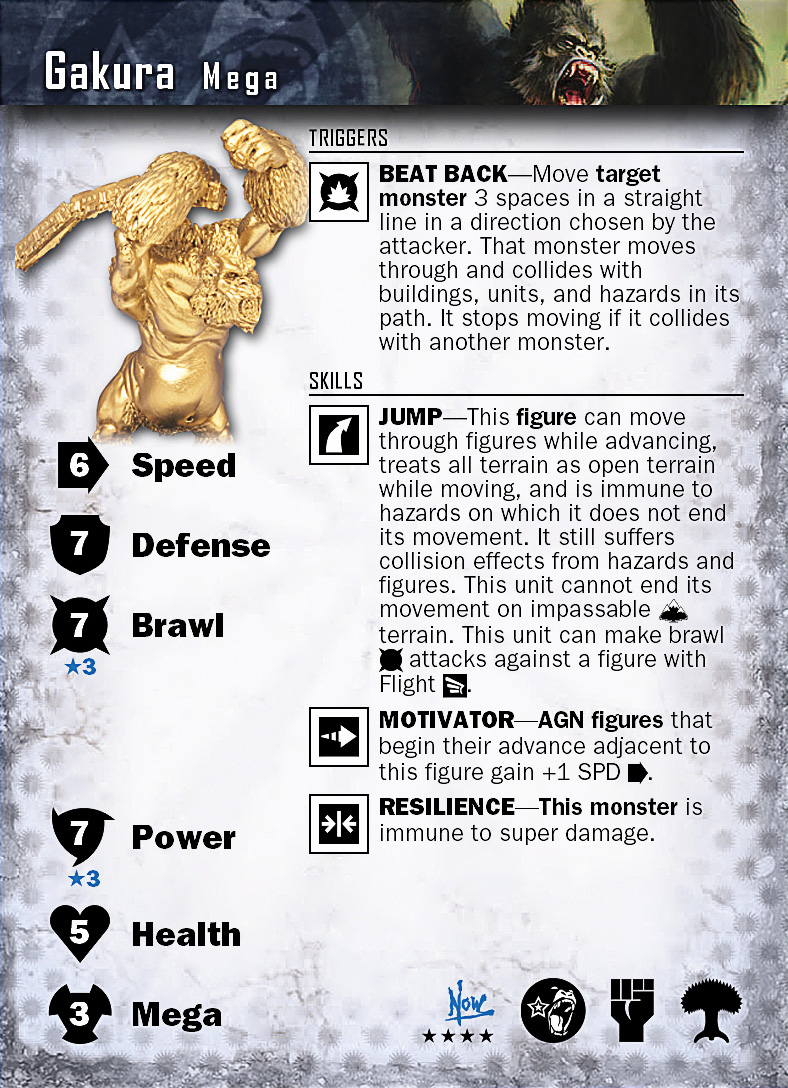 Gakura Mega
TRIGGERS
BEAT BACK—Move target
monster 3 spaces in a straight
line in a direction chosen by the
attacker. That monster moves
through and collides with
buildings, units, and hazards in its
path. It stops moving if it collides
with another monster.
SKILLS
JUMP—This figure can move
through figures while advancing,
treats all terrain as open terrain
while moving, and is immune to
hazards on which it does not end
its movement. It still suffers
collision effects from hazards and
figures. This unit cannot end its
movement on impassable
terrain. This unit can make brawl
attacks against a figure with
Flight .
MOTIVATOR—AGN figures that
begin their advance adjacent to
this figure gain +1 SPD .
RESILIENCE—This monster is
immune to super damage.
6 Speed
7 Defense
7 Brawl
★3
7 Power
★3
5 Health
3 Mega
Now
★★★★